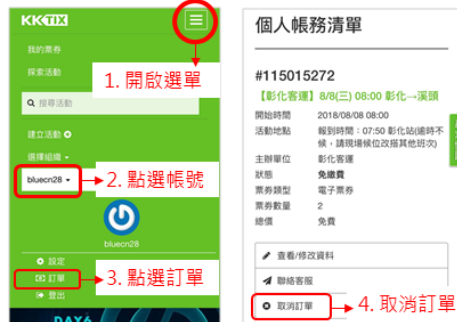 KKTIX
我的票券
探索活動
1. 開啟選單
搜尋活動
建立活動
選擇組織
bluecn28
2. 點選帳號
bluecn28
設定
訂單
3. 點選訂單
登出
DAY6
個人帳務清單
#115015272
【彰化客運】8/8(三) 08:00 彰化→溪頭
開始時間 2018/08/08 08:00
活動地點 報到時間：07:50 彰化站(逾時不
候，請現場候位改搭其他班次)
主辦單位 彰化客運
狀態 免繳費
票券類型 電子票券
票券數量 2
總價 免費
查看/修改資料
聯絡客服
取消訂單
4. 取消訂單